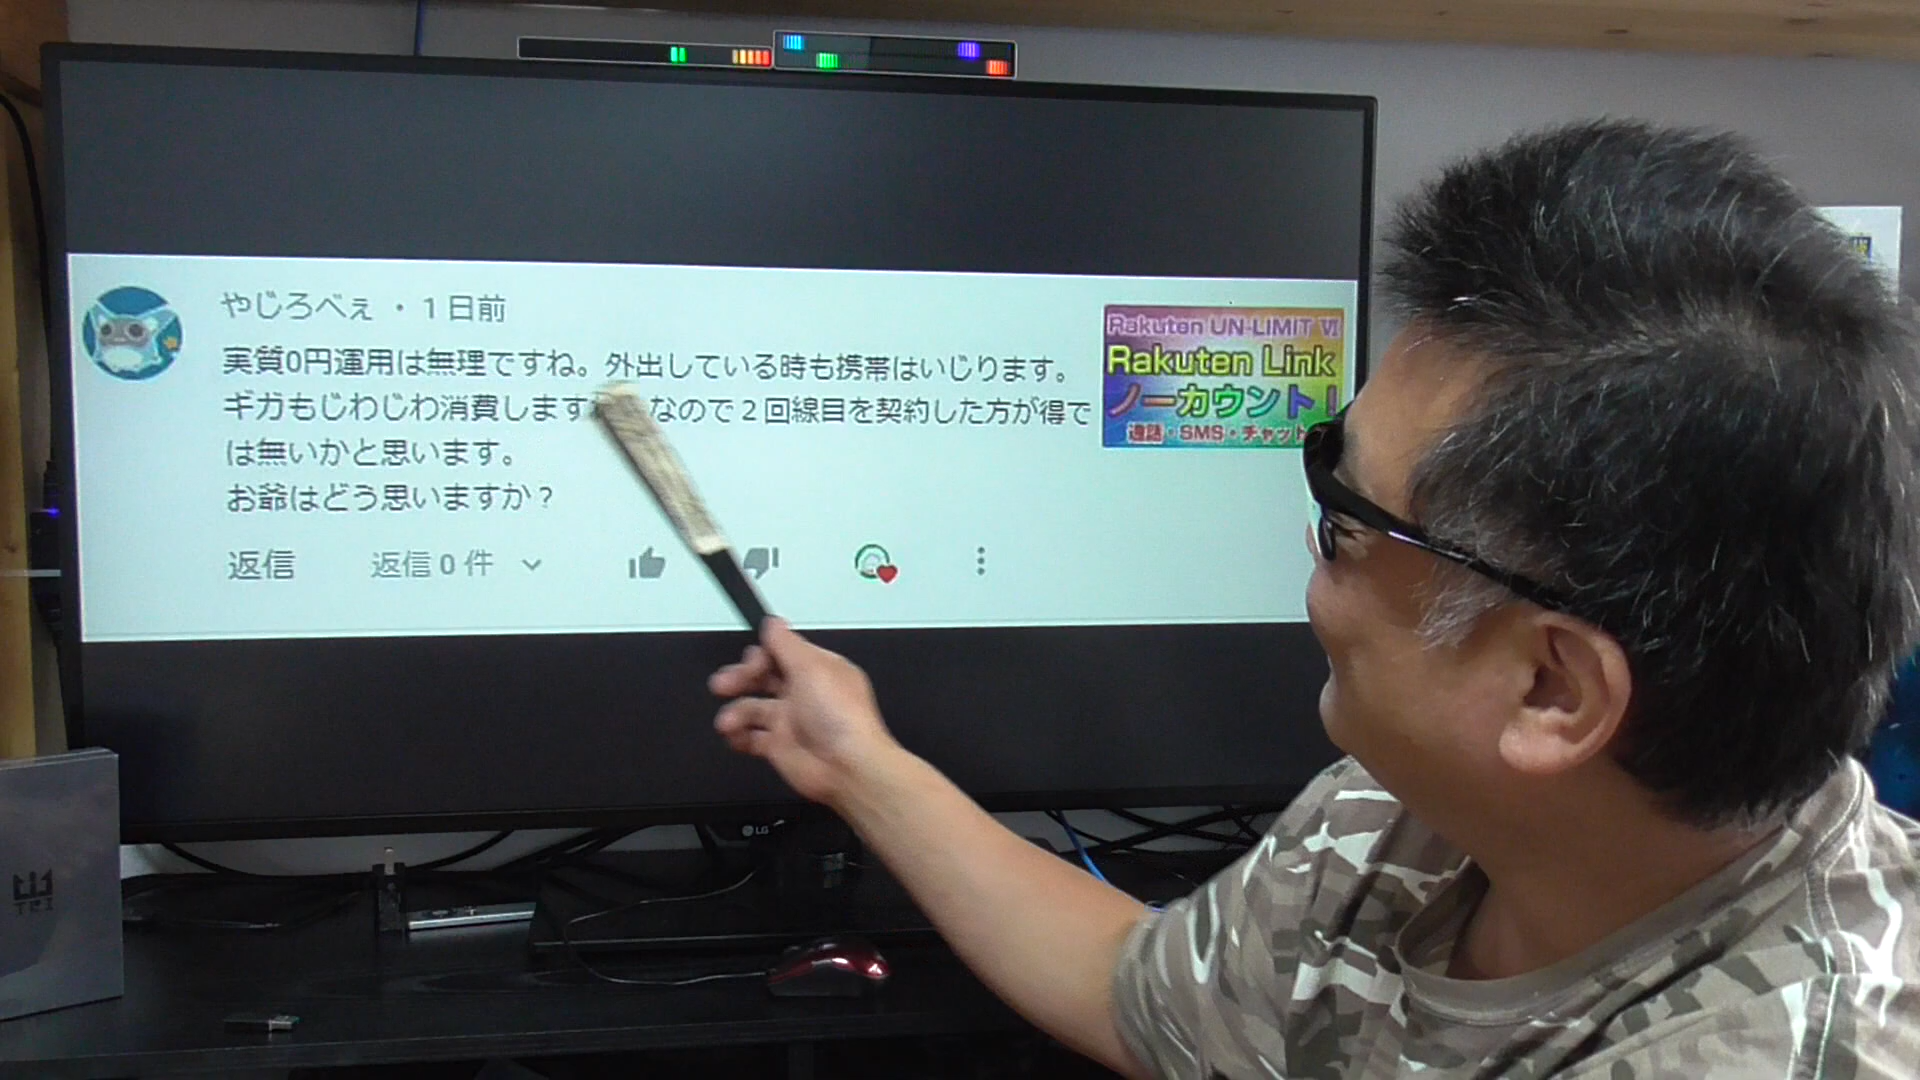 やじろべぇ・1日前
実質0円運用は無理ですね。外出している時も携帯はいじります。
ギガもじわじわ消費します なので2回線目を契約した方が得で
は無いかと思います。
お爺はどう思いますか?
返信 返信0件
Rakuten UN-LIMIT VI
Rakuten Link
ノーカウント!
通話・SMS・チャット
LG